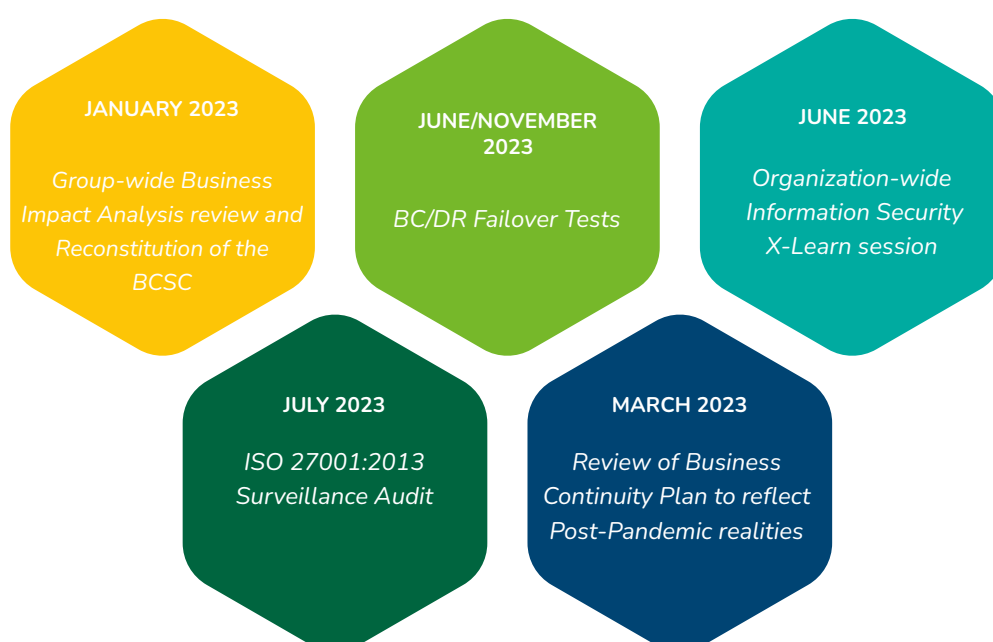 JANUARY 2023
Group-wide Business
Impact Analysis review and
Reconstitution of the
BCSC
JUNE/NOVEMBER
2023
BC/DR Failover Tests
JUNE 2023
Organization-wide
Information Security
X-Learn session
JULY 2023
ISO 27001:2013
Surveillance Audit
MARCH 2023
Review of Business
Continuity Plan to reflect
Post-Pandemic realities